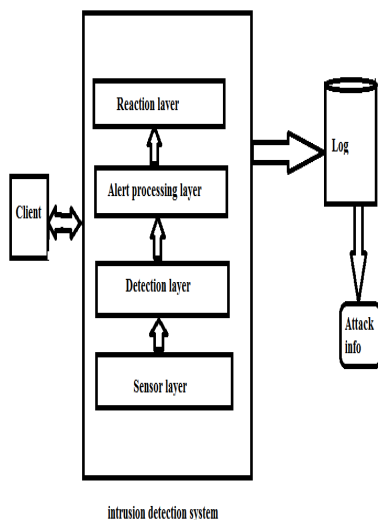 Reaction layer
Log
Alert processing layer
Client
Detection layer
Attack
info
Sensor layer
intrusion detection system